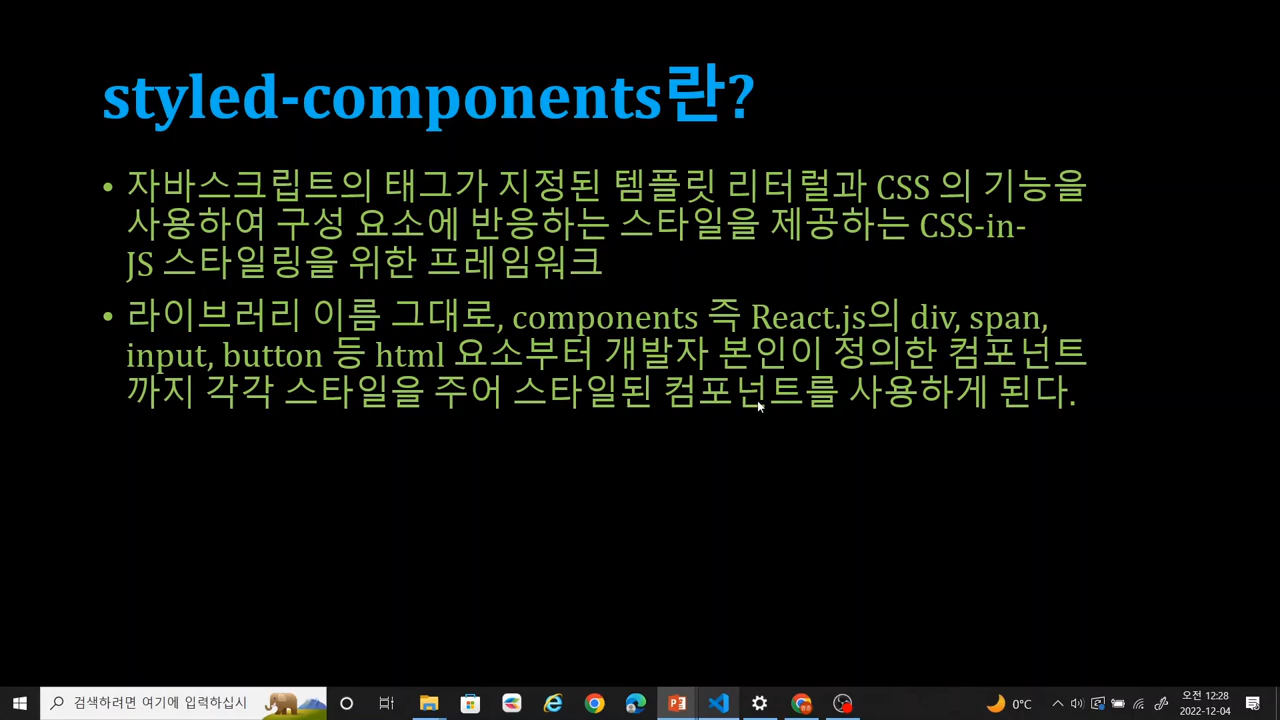 styled-components란?
• 자바스크립트의 태그가 지정된 템플릿 리터럴과 CSS 의 기능을
사용하여 구성 요소에 반응하는 스타일을 제공하는 CSS-in-
JS 스타일링을 위한 프레임워크
• 라이브러리 이름 그대로, components 즉 React.js의 div, span,
input, button 등 html 요소부터 개발자 본인이 정의한 컴포넌트
까지 각각 스타일을 주어 스타일된 컴포넌트를 사용하게 된다.
검색하려면 여기에 입력하십시
0°C
오전 12:28
2022-12-04